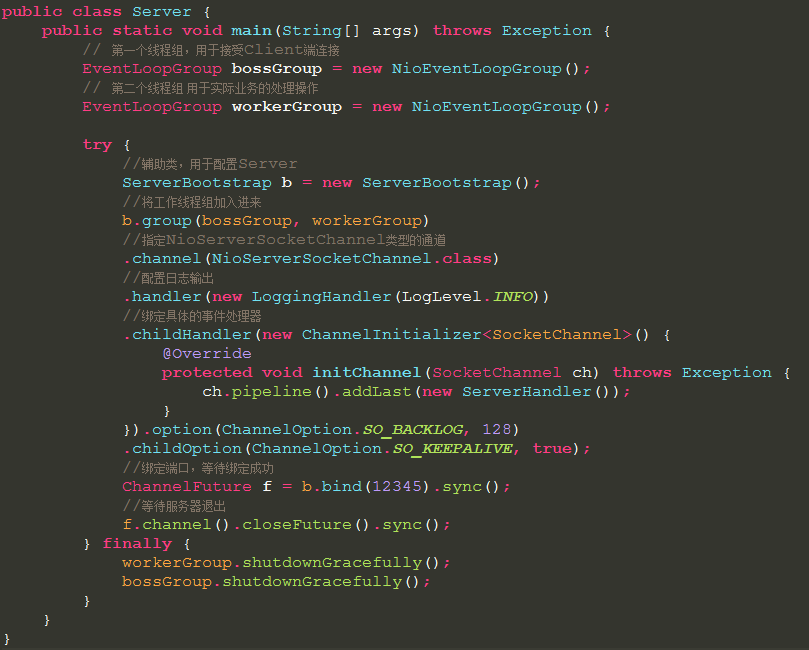 public class Server {
    public static void main(String[] args) throws Exception {
        // 第一个线程组，用于接受Client端连接
        EventLoopGroup bossGroup = new NioEventLoopGroup();
        // 第二个线程组 用于实际业务的处理操作
        EventLoopGroup workerGroup = new NioEventLoopGroup();

        try {
            //辅助类，用于配置Server
            ServerBootstrap b = new ServerBootstrap();
            //将工作线程组加入进来
            b.group(bossGroup, workerGroup)
            //指定NioServerSocketChannel类型的通道
            .channel(NioServerSocketChannel.class)
            //配置日志输出
            .handler(new LoggingHandler(LogLevel.INFO))
            //绑定具体的事件处理器
            .childHandler(new ChannelInitializer<SocketChannel>() {
                @Override
                protected void initChannel(SocketChannel ch) throws Exception {
                    ch.pipeline().addLast(new ServerHandler());
                }
            }).option(ChannelOption.SO_BACKLOG, 128)
            .childOption(ChannelOption.SO_KEEPALIVE, true);
            //绑定端口，等待绑定成功
            ChannelFuture f = b.bind(12345).sync();
            //等待服务器退出
            f.channel().closeFuture().sync();
        } finally {
            workerGroup.shutdownGracefully();
            bossGroup.shutdownGracefully();
        }
    }
}